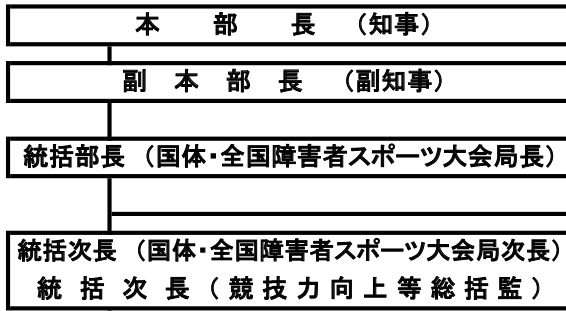 本部長（知事）
副本部長（副知事）
統括部長（国体・全国障害者スポーツ大会局長）
統括次長（国体・全国障害者スポーツ大会局次長）
統括次長（競技力向上等総括監）